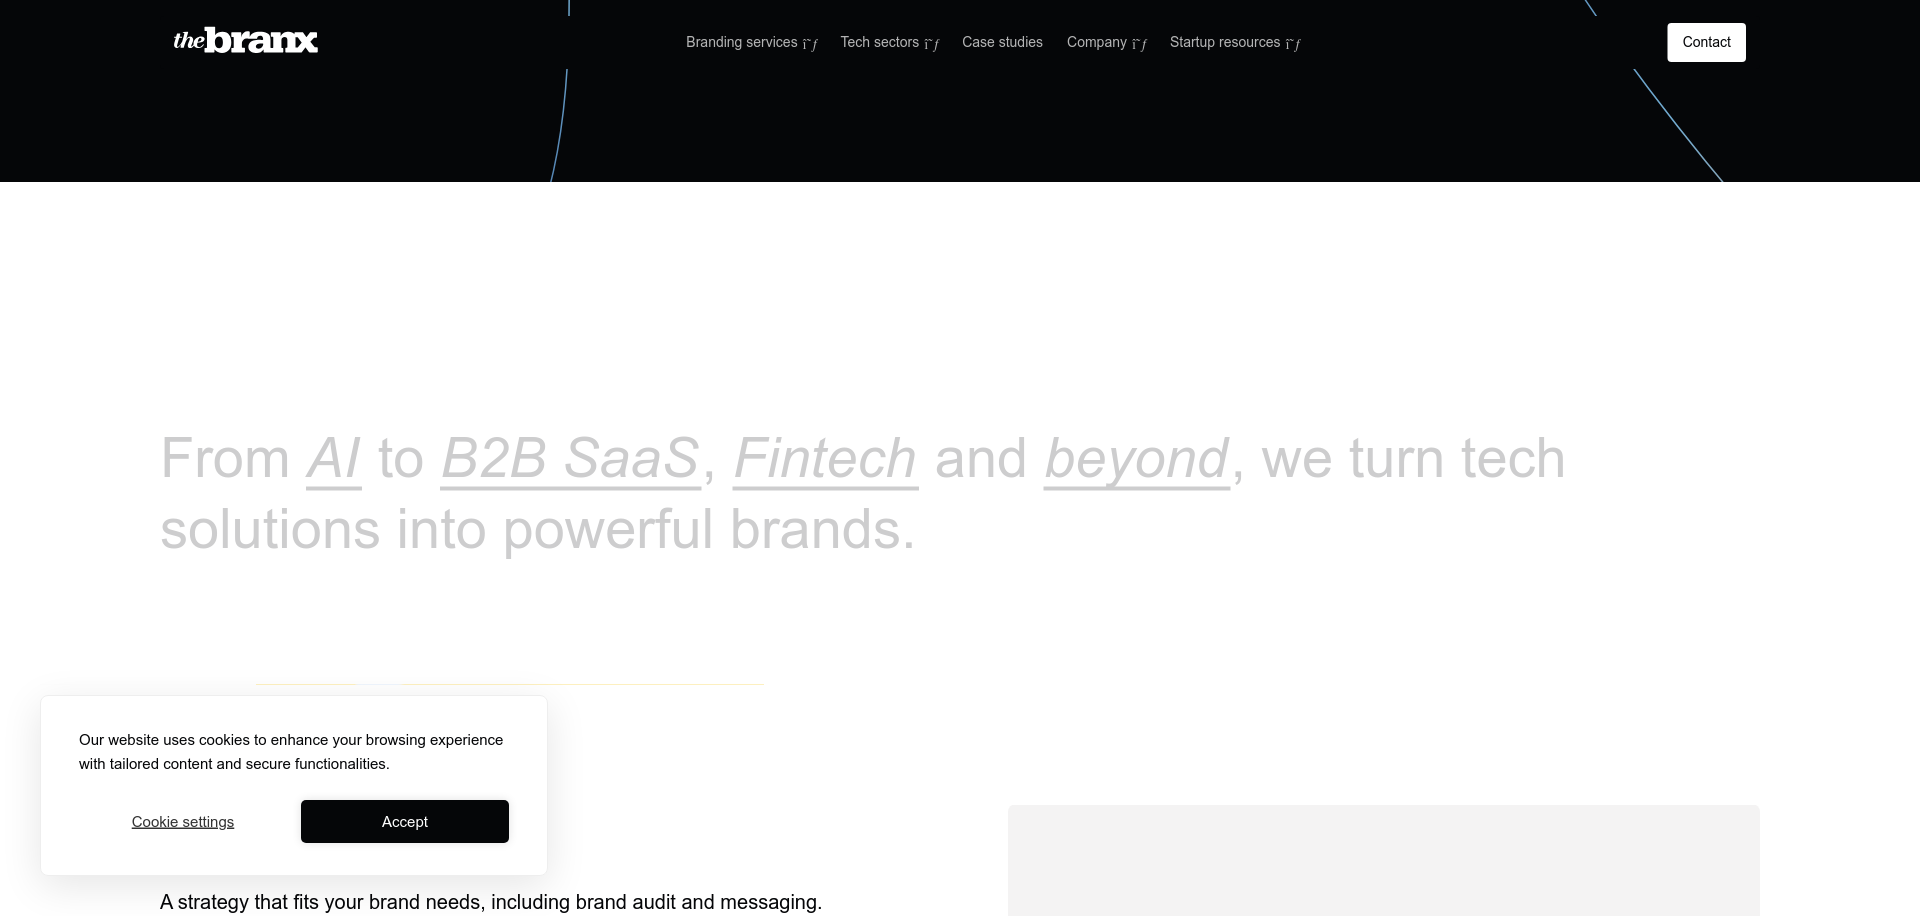 the branx
Branding services
Tech sectors
Case studies
Company
Startup resources
Contact
From AI to B2B SaaS, Fintech and beyond, we turn tech
solutions into powerful brands.
Our website uses cookies to enhance your browsing experience
with tailored content and secure functionalities.
Cookie settings
Accept
A strategy that fits your brand needs, including brand audit and messaging.